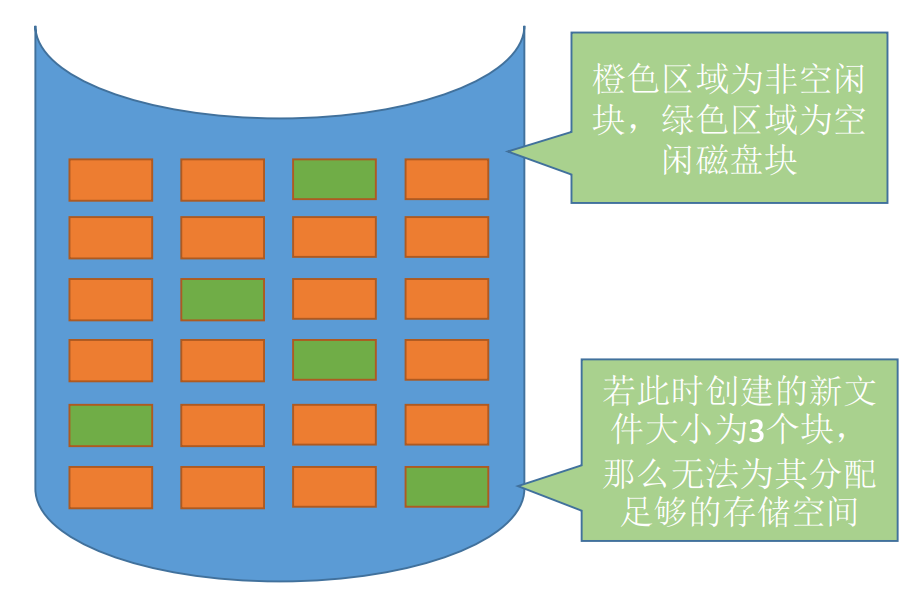 橙色区域为非空闲
块，绿色区域为空
闲磁盘块
若此时创建的新文
件大小为3个块，
那么无法为其分配
足够的存储空间